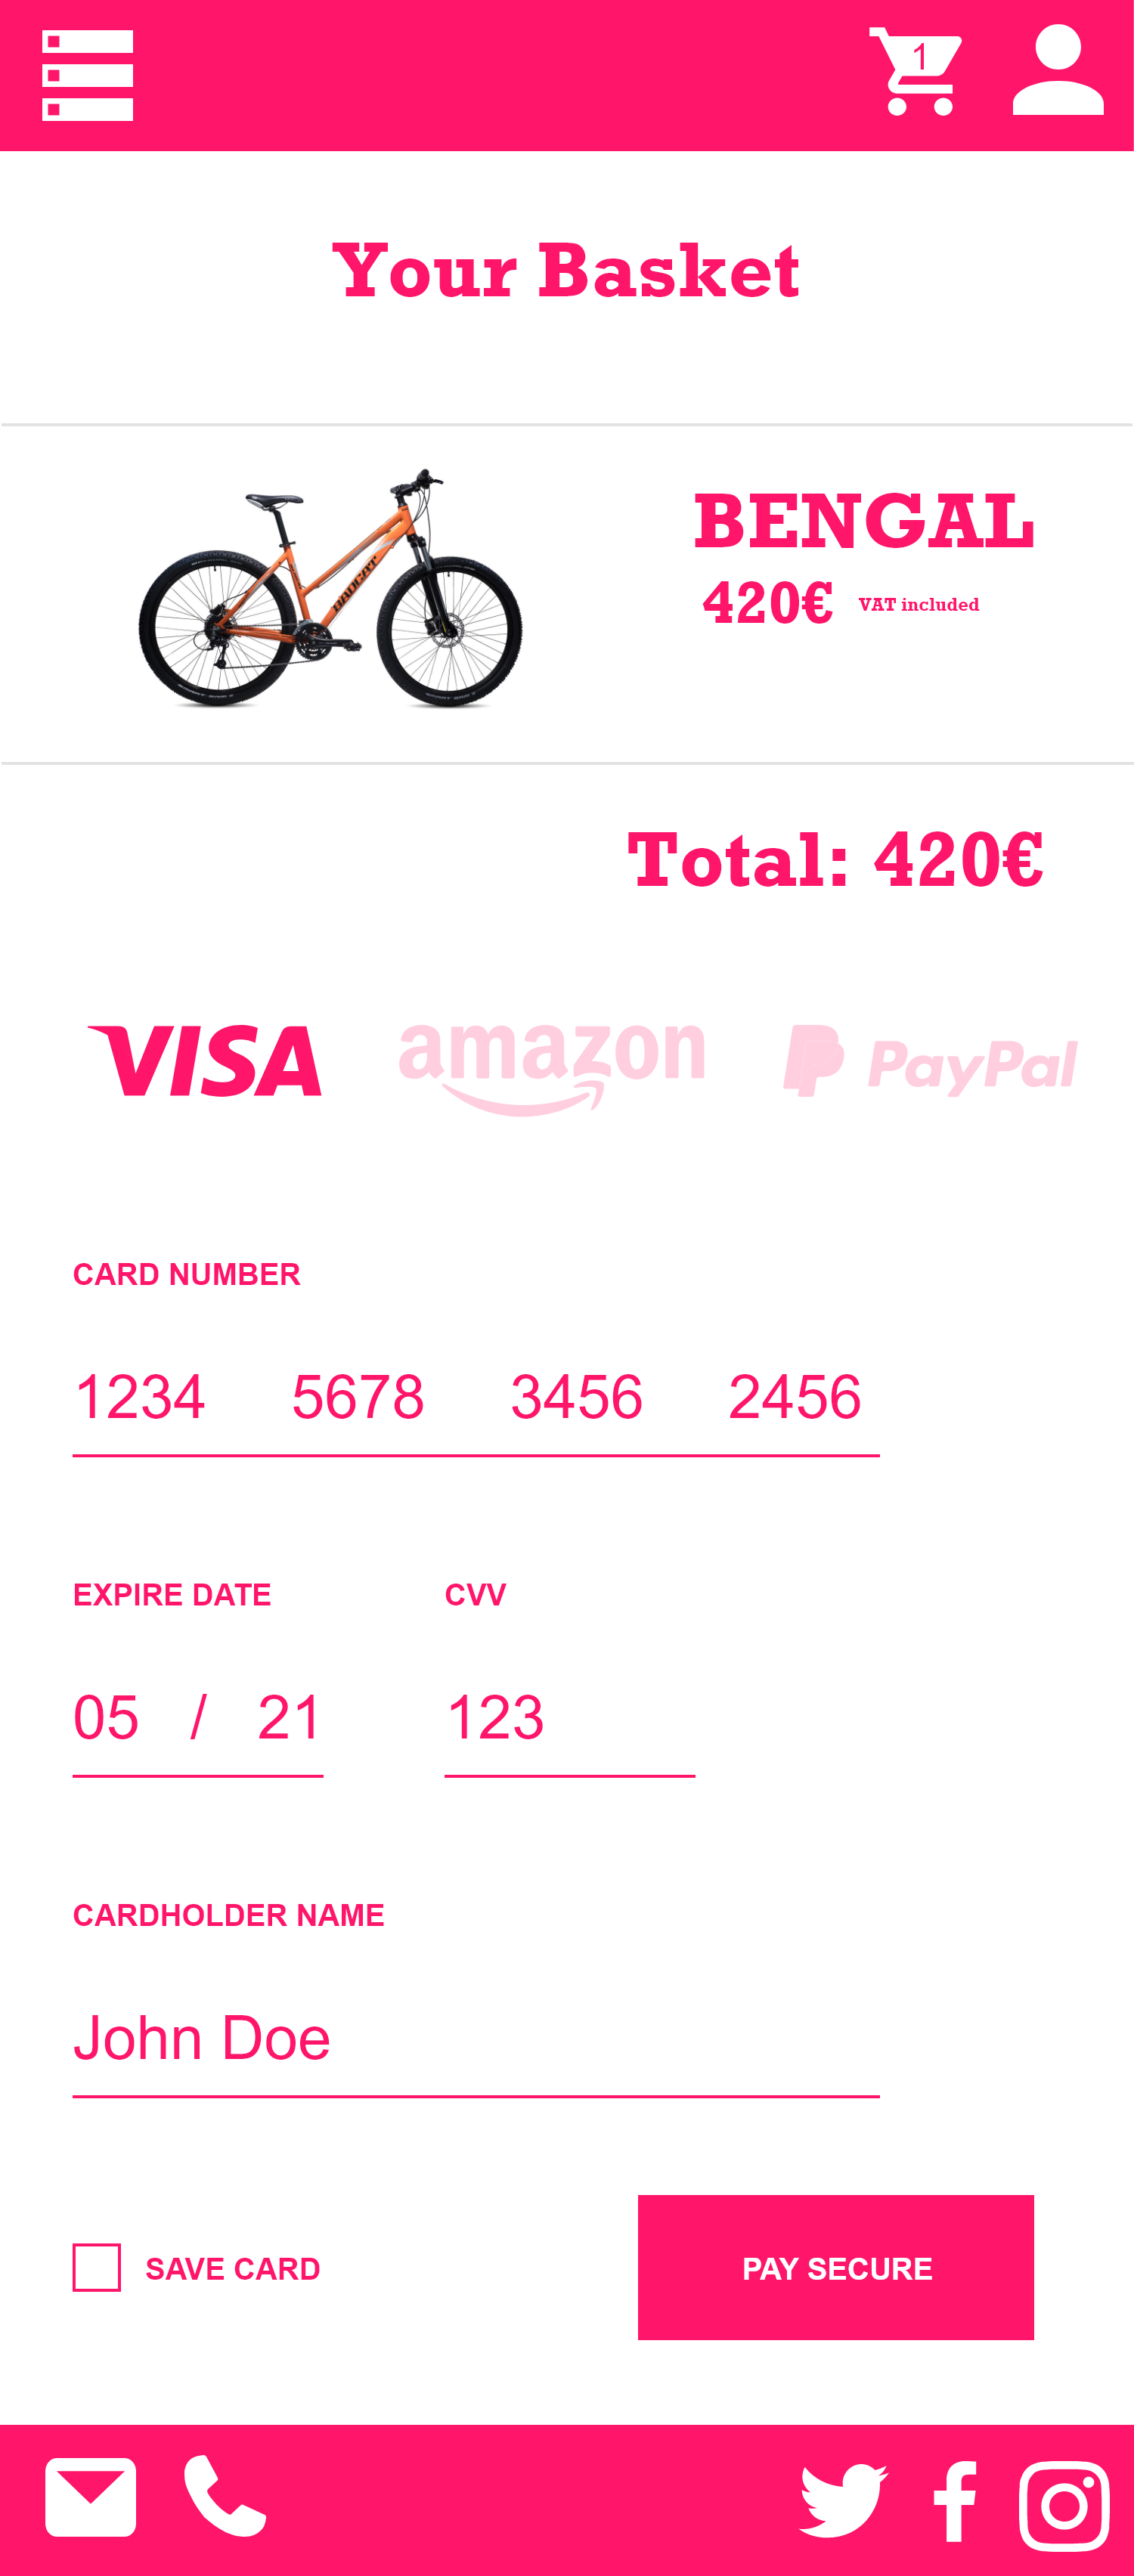 1
Your Basket
BADCAT
BENGAL
420€ VAT included
Total: 420€
VISA amazon PayPal
CARD NUMBER
1234 5678 3456 2456
EXPIRE DATE CVV
05 / 21 123
CARDHOLDER NAME
John Doe
SAVE CARD PAY SECURE